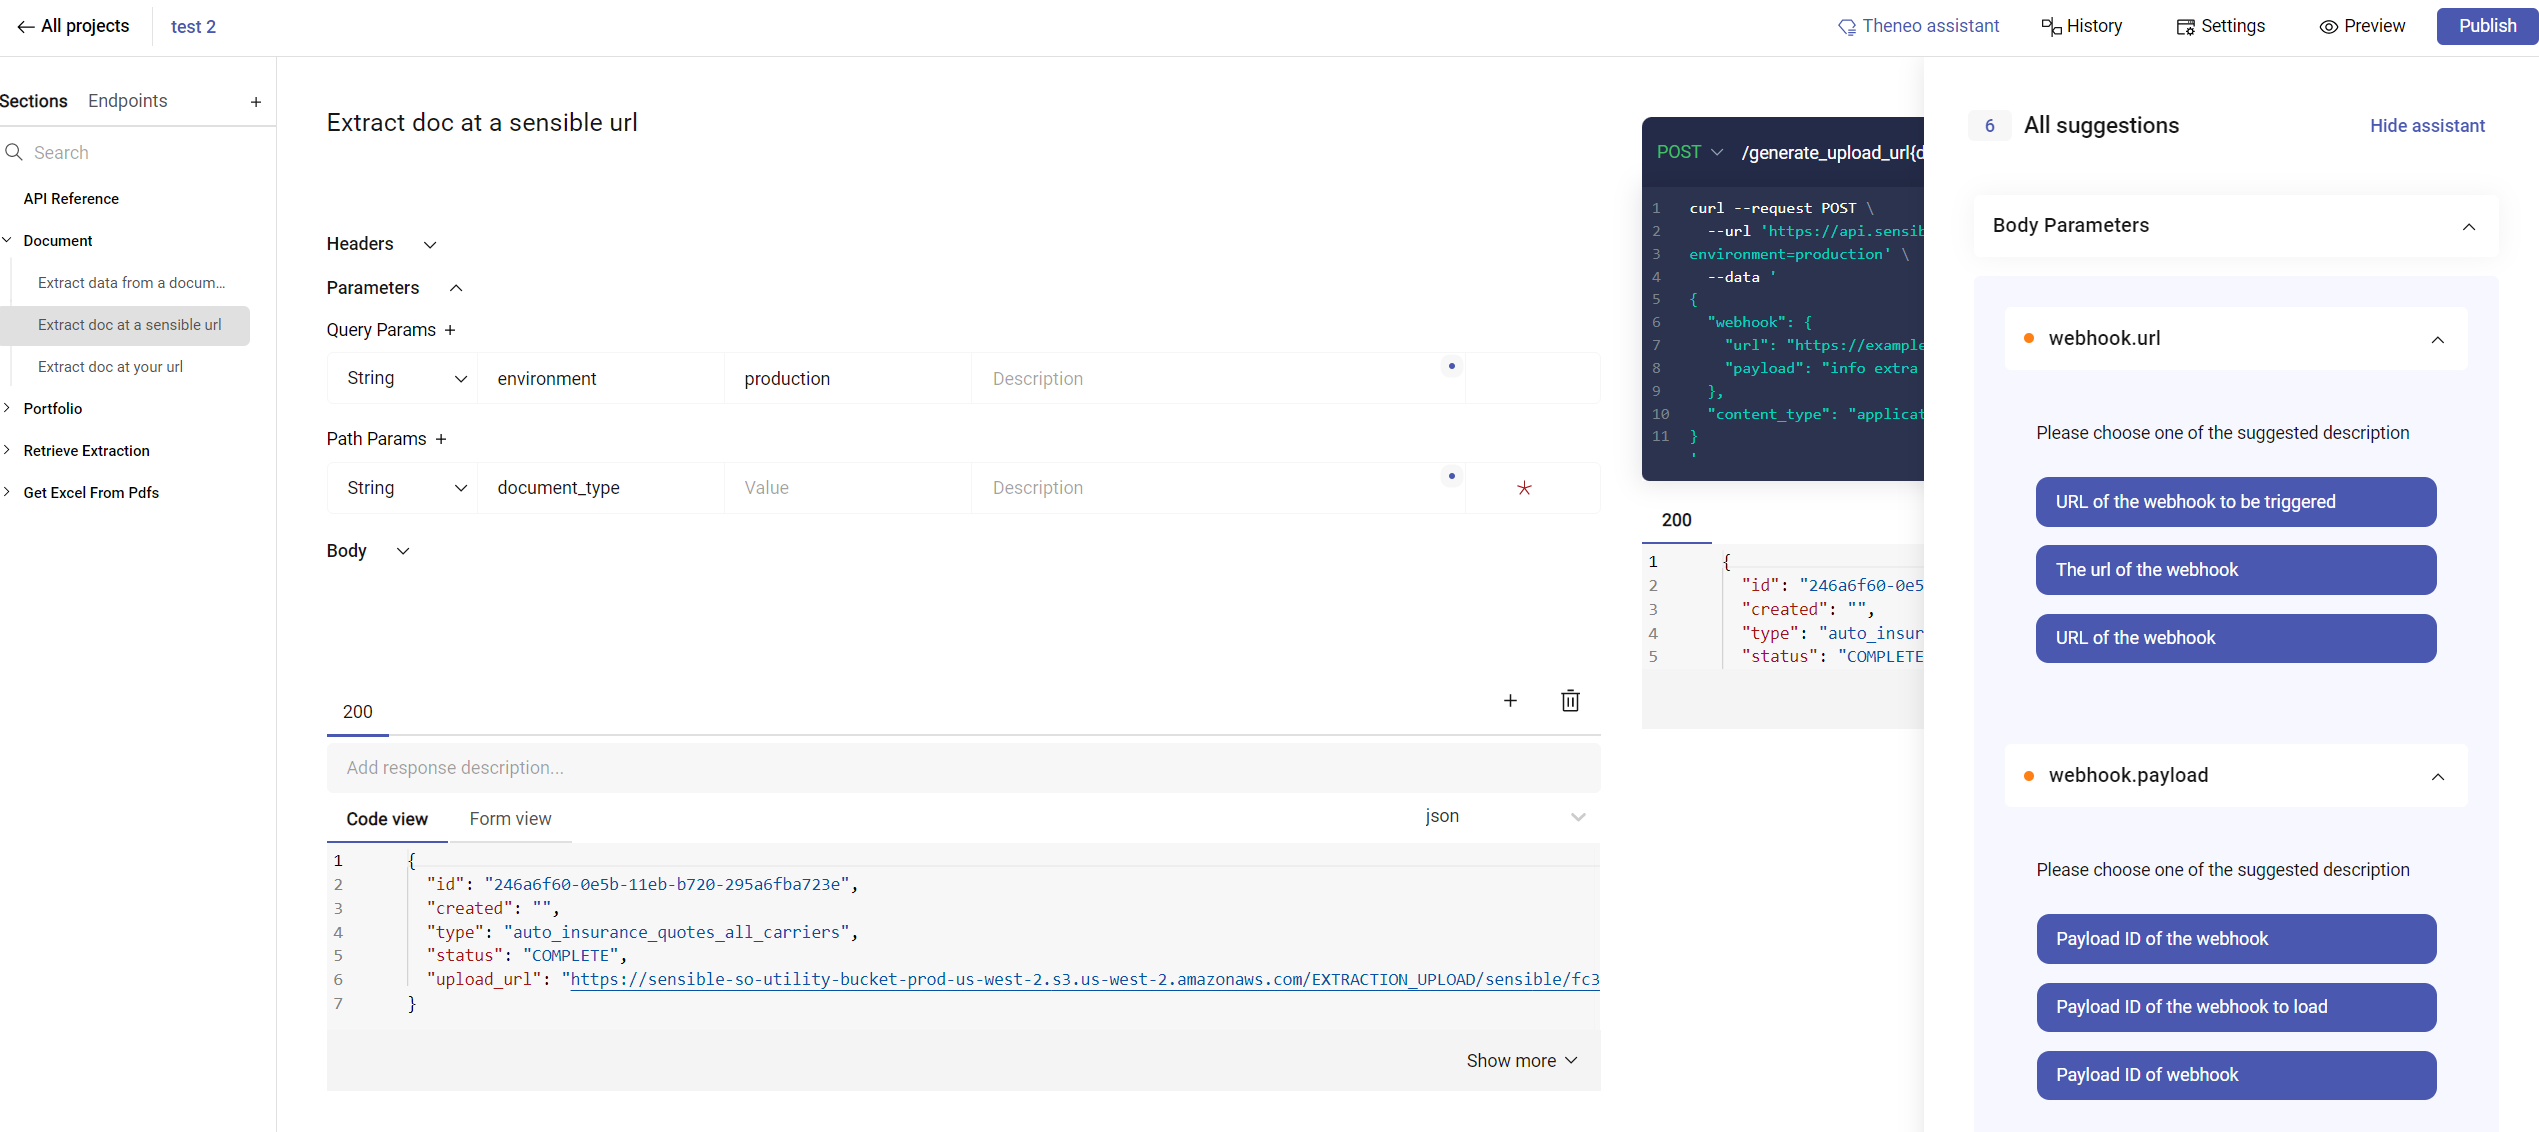 All projects
test 2
Theneo assistant
History
Settings
Preview
Publish
Sections
Endpoints
+
Search
API Reference
Document
Extract data from a docum...
Extract doc at a sensible url
Extract doc at your url
Portfolio
Retrieve Extraction
Get Excel From Pdfs
Extract doc at a sensible url
Headers
Parameters
Query Params +
String
environment
production
Description
Path Params +
String
document_type
Value
Description
*
Body
200
+
Add response description...
Code view
Form view
json
1 {
2 "id": "246a6f60-0e5b-11eb-b720-295a6fba723e",
3 "created": "",
4 "type": "auto_insurance_quotes_all_carriers",
5 "status": "COMPLETE",
6 "upload_url": "https://sensible-so-utility-bucket-prod-us-west-2.s3.us-west-2.amazonaws.com/EXTRACTION_UPLOAD/sensible/fc3
7 }
Show more
POST
/generate_upload_url{d
1 curl --request POST \
2 --url 'https://api.sensib
3 environment=production' \
4 --data '
5 {
6 "webhook": {
7 "url": "https://example
8 "payload": "info extra
9 },
10 "content_type": "applicat
11 }
'
200
1 {
2 "id": "246a6f60-0e5
3 "created": "",
4 "type": "auto_insur
5 "status": "COMPLETE
6
All suggestions
Hide assistant
Body Parameters
webhook.url
Please choose one of the suggested description
URL of the webhook to be triggered
The url of the webhook
URL of the webhook
webhook.payload
Please choose one of the suggested description
Payload ID of the webhook
Payload ID of the webhook to load
Payload ID of webhook